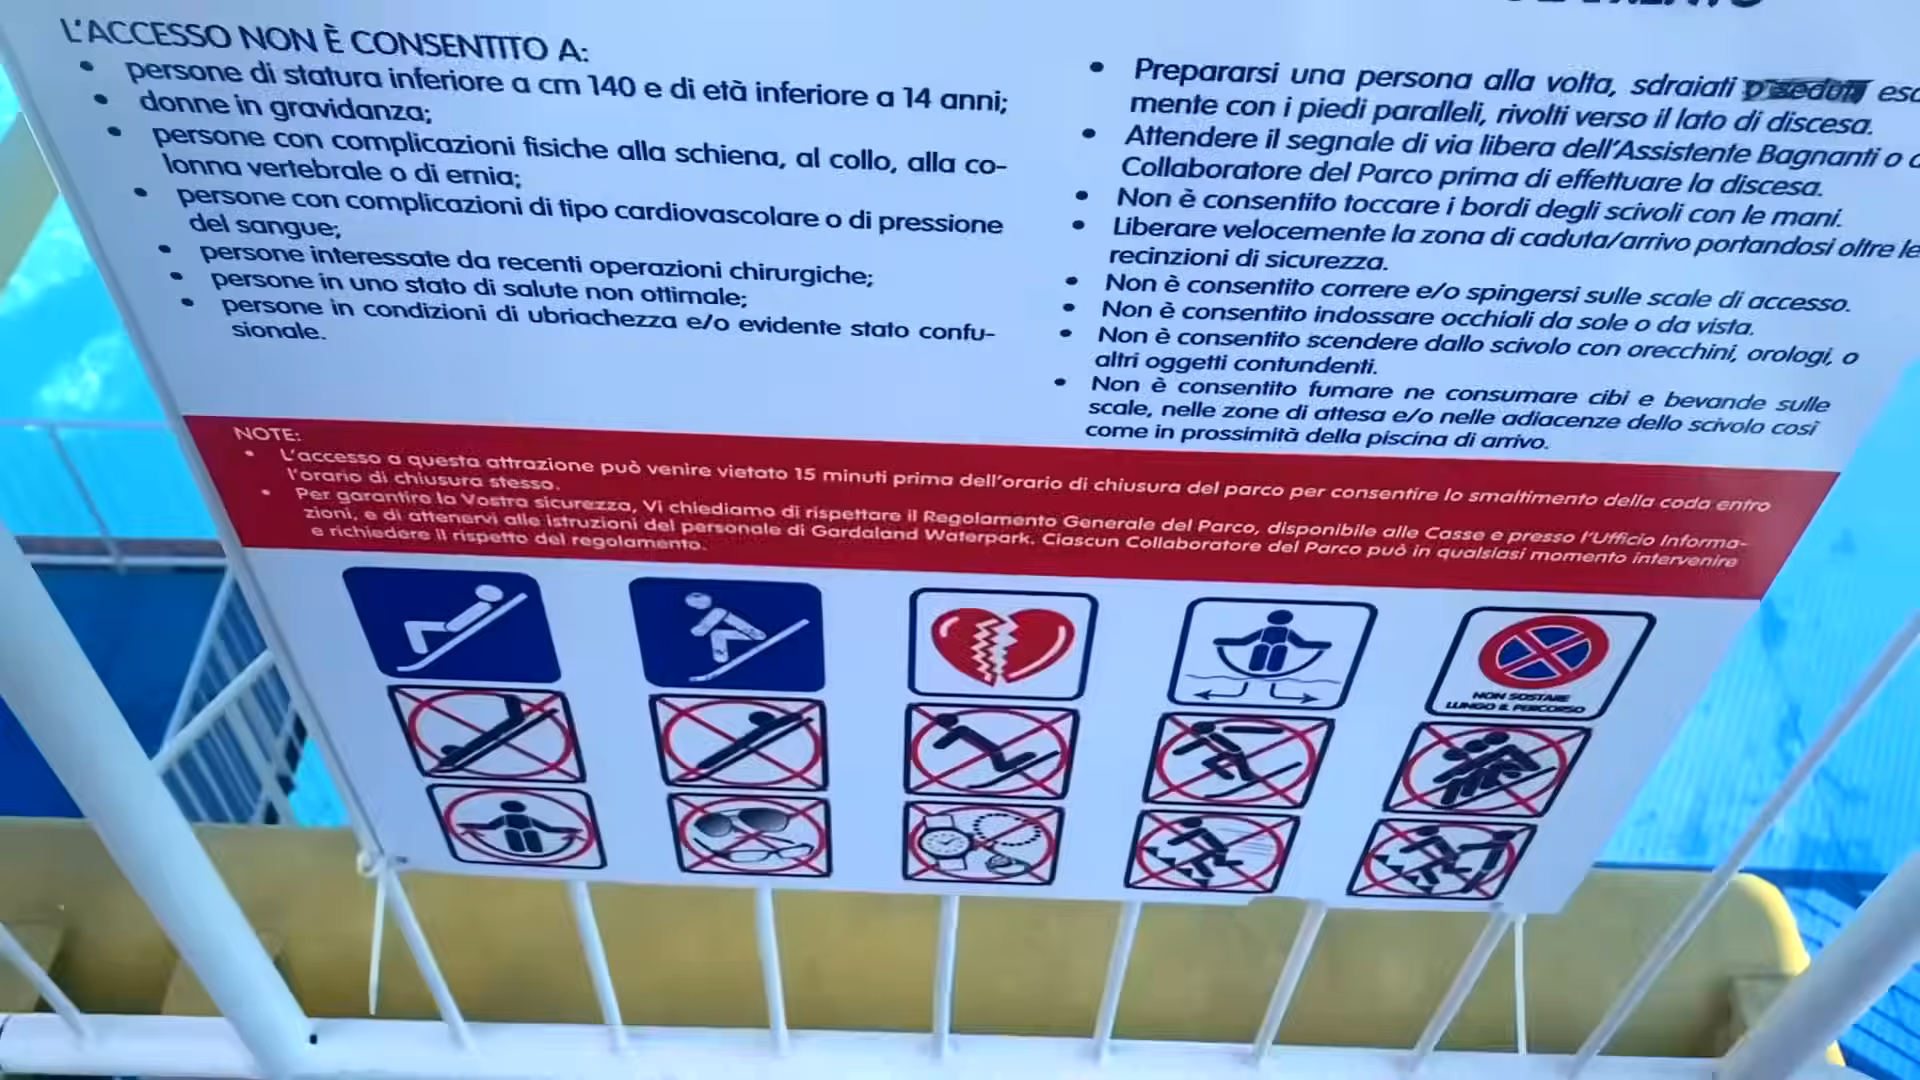 L'ACCESSO NON È CONSENTITO A:
• persone di statura inferiore a cm 140 e di età inferiore a 14 anni;
• donne in gravidanza;
• persone con complicazioni fisiche alla schiena, al collo, alla co-
lonna vertebrale o di ernia;
• persone con complicazioni di tipo cardiovascolare o di pressione
del sangue;
• persone interessate da recenti operazioni chirurgiche;
• persone in uno stato di salute non ottimale;
• persone in condizioni di ubriachezza e/o evidente stato confu-
sionale.
• Prepararsi una persona alla volta, sdraiati
mente con i piedi paralleli, rivolti verso il lato di discesa.
• Attendere il segnale di via libera dell'Assistente Bagnanti o
Collaboratore del Parco prima di effettuare la discesa.
• Non è consentito toccare i bordi degli scivoli con le mani.
• Liberare velocemente la zona di caduta/arrivo portandosi oltre le
recinzioni di sicurezza.
• Non è consentito correre e/o spingersi sulle scale di accesso.
• Non è consentito indossare occhiali da sole o da vista.
• Non è consentito scendere dallo scivolo con orecchini, orologi, o
altri oggetti contundenti.
• Non è consentito fumare ne consumare cibi e bevande sulle
scale, nelle zone di attesa e/o nelle adiacenze dello scivolo così
come in prossimità della piscina di arrivo.
NOTE:
• L'accesso a questa attrazione può venire vietato 15 minuti prima dell'orario di chiusura del parco per consentire lo smaltimento della coda entro
l'orario di chiusura stesso.
• Per garantire la Vostra sicurezza, Vi chiediamo di rispettare il Regolamento Generale del Parco, disponibile alle Casse e presso l'Ufficio Informa-
zioni, e di attenervi alle istruzioni del personale di Gardaland Waterpark. Ciascun Collaboratore del Parco può in qualsiasi momento intervenire
e richiedere il rispetto del regolamento.
NON SOSTARE
LUNGO IL PERCORSO